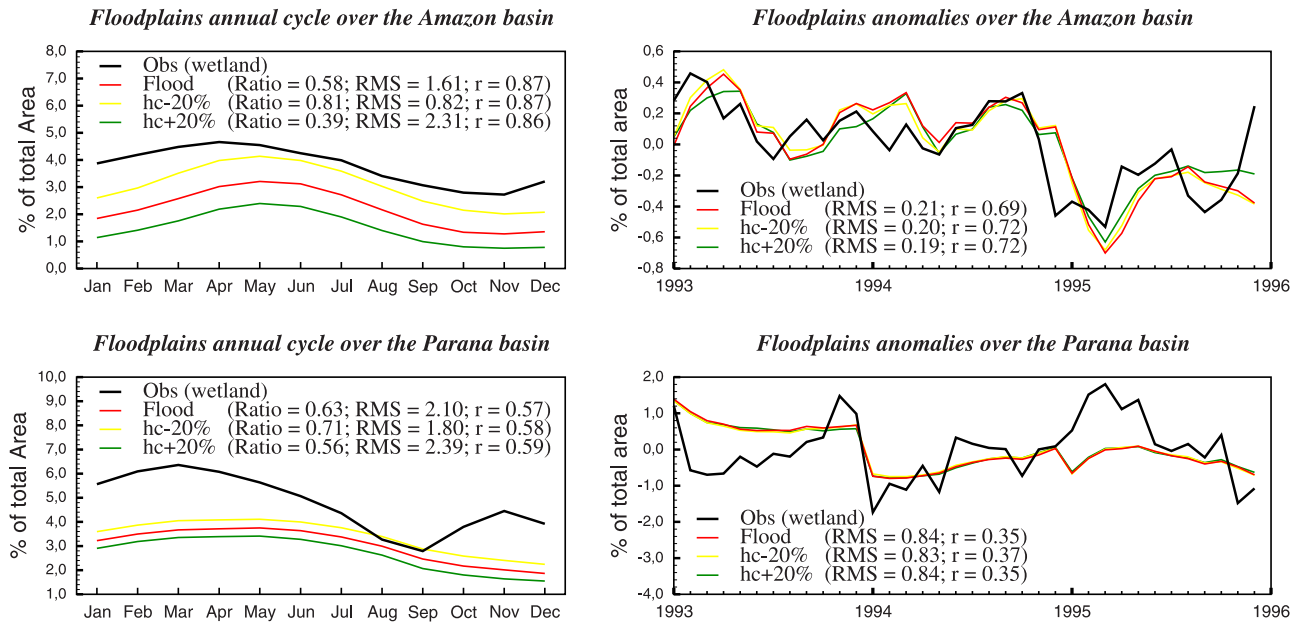 Floodplains annual cycle over the Amazon basin
% of total Area
8,0
7,0
6,0
5,0
4,0
3,0
2,0
1,0
0,0
Obs (wetland)
Flood (Ratio = 0.58; RMS = 1.61; r = 0.87)
hc-20% (Ratio = 0.81; RMS = 0.82; r = 0.87)
hc+20% (Ratio = 0.39; RMS = 2.31; r = 0.86)
Jan Feb Mar Apr May Jun Jul Aug Sep Oct Nov Dec
Floodplains anomalies over the Amazon basin
% of total area
0,6
0,4
0,2
0,0
-0,2
-0,4
-0,6
-0,8
Obs (wetland)
Flood (RMS = 0.21; r = 0.69)
hc-20% (RMS = 0.20; r = 0.72)
hc+20% (RMS = 0.19; r = 0.72)
1993 1994 1995 1996
Floodplains annual cycle over the Parana basin
% of total Area
10,0
9,0
8,0
7,0
6,0
5,0
4,0
3,0
2,0
1,0
Obs (wetland)
Flood (Ratio = 0.63; RMS = 2.10; r = 0.57)
hc-20% (Ratio = 0.71; RMS = 1.80; r = 0.58)
hc+20% (Ratio = 0.56; RMS = 2.39; r = 0.59)
Jan Feb Mar Apr May Jun Jul Aug Sep Oct Nov Dec
Floodplains anomalies over the Parana basin
% of total area
2,0
1,0
0,0
-1,0
-2,0
-3,0
-4,0
Obs (wetland)
Flood (RMS = 0.84; r = 0.35)
hc-20% (RMS = 0.83; r = 0.37)
hc+20% (RMS = 0.84; r = 0.35)
1993 1994 1995 1996